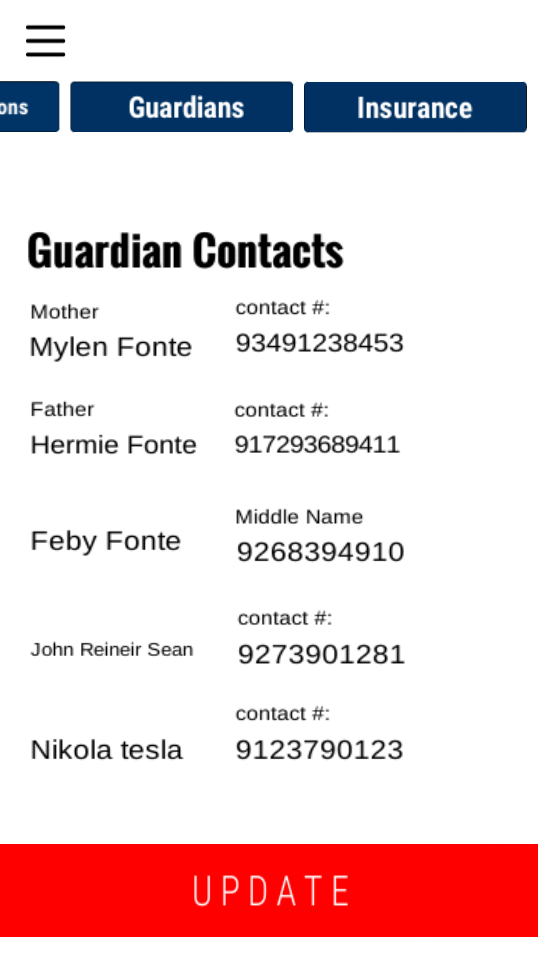 ons
Guardians
Insurance
Guardian Contacts
Mother
contact #:
Mylen Fonte
93491238453
Father
contact #:
Hermie Fonte
917293689411
Middle Name
Feby Fonte
9268394910
contact #:
John Reineir Sean
9273901281
contact #:
Nikola tesla
9123790123
UPDATE